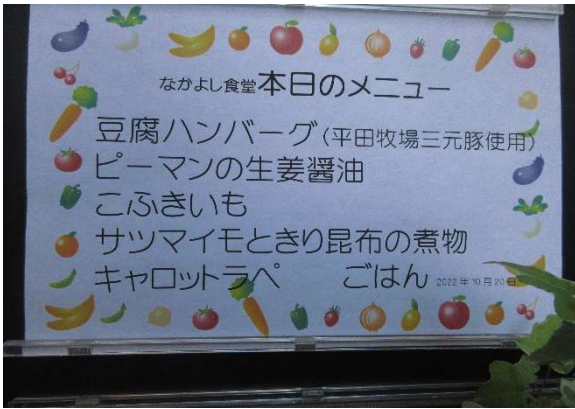 なかよし食堂本日のメニュー
豆腐ハンバーグ(平田牧場三元豚使用)
ピーマンの生姜醤油
こふきいも
サツマイモときり昆布の煮物
キャロットラペ ごはん 2022年10月20日